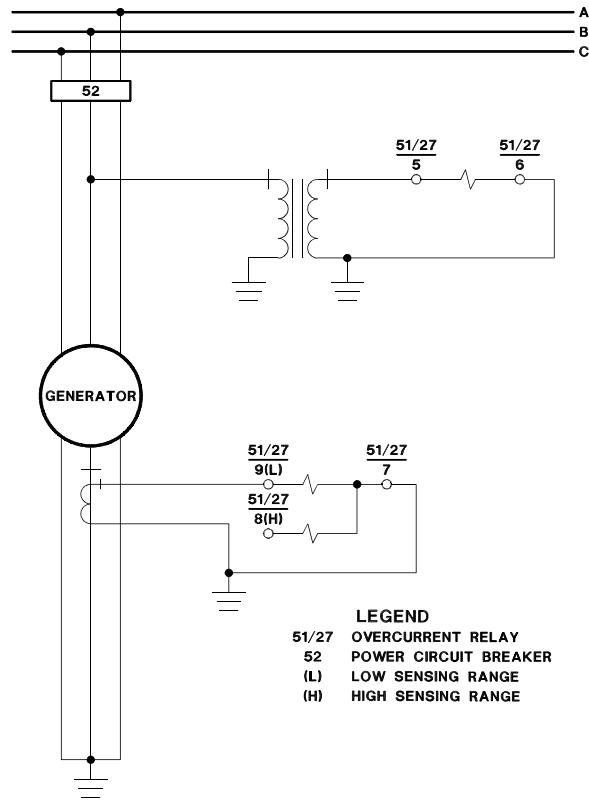 A
B
C
52
51/27
5
51/27
6
GENERATOR
51/27
9(L)
51/27
7
51/27
8(H)
LEGEND
51/27 OVERCURRENT RELAY
52 POWER CIRCUIT BREAKER
(L) LOW SENSING RANGE
(H) HIGH SENSING RANGE